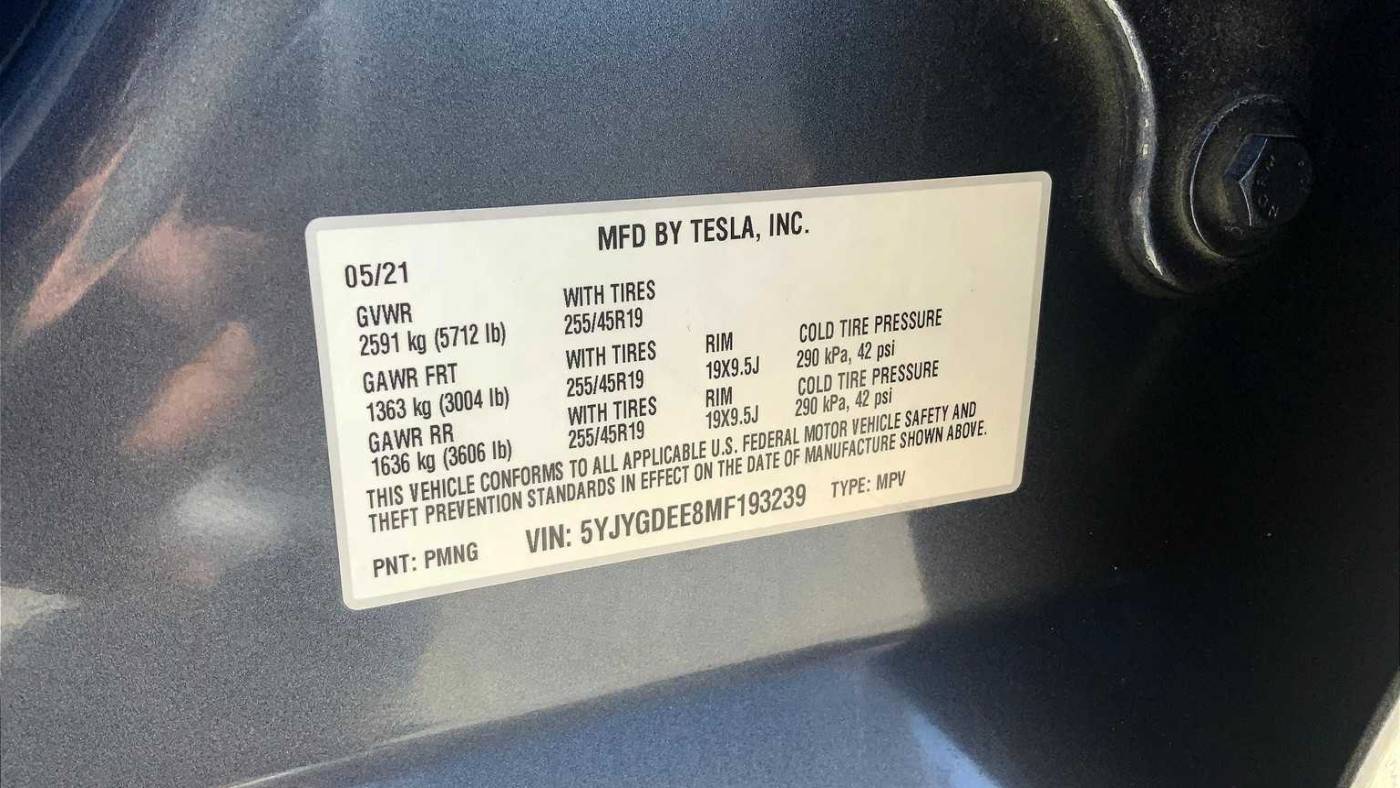 MFD BY TESLA, INC.
05/21
GVWR WITH TIRES
2591 kg (5712 lb) 255/45R19
GAWR FRT WITH TIRES RIM COLD TIRE PRESSURE
1363 kg (3004 lb) 255/45R19 19X9.5J 290 kPa, 42 psi
GAWR RR WITH TIRES RIM COLD TIRE PRESSURE
1636 kg (3606 lb) 255/45R19 19X9.5J 290 kPa, 42 psi
THIS VEHICLE CONFORMS TO ALL APPLICABLE U.S. FEDERAL MOTOR VEHICLE SAFETY AND
THEFT PREVENTION STANDARDS IN EFFECT ON THE DATE OF MANUFACTURE SHOWN ABOVE.
PNT: PMNG VIN: 5YJYGDEE8MF193239 TYPE: MPV